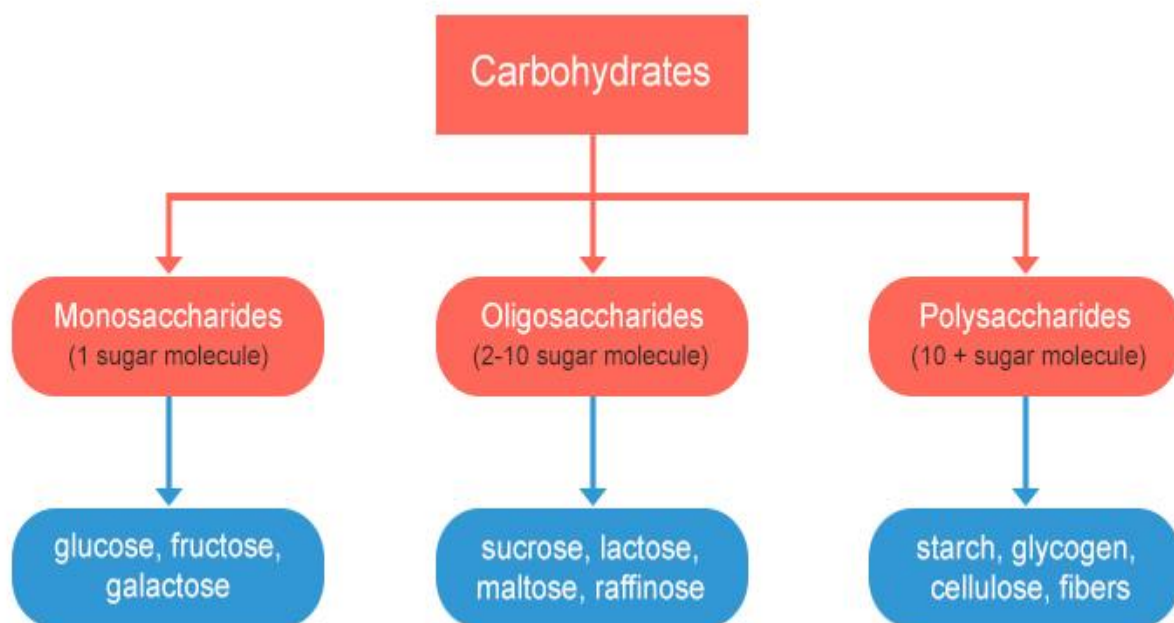 Carbohydrates
Monosaccharides
(1 sugar molecule)
Oligosaccharides
(2-10 sugar molecule)
Polysaccharides
(10 + sugar molecule)
glucose, fructose,
galactose
sucrose, lactose,
maltose, raffinose
starch, glycogen,
cellulose, fibers